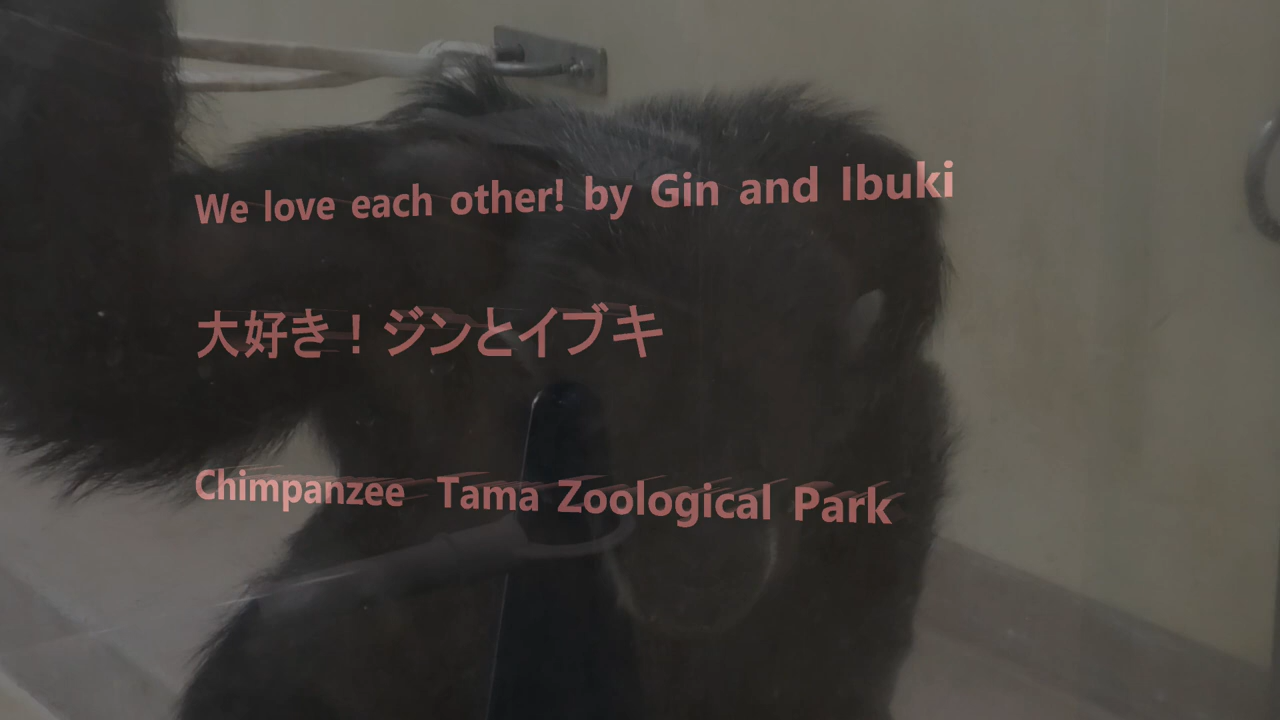 We love each other! by Gin and Ibuki
大好き！ジンとイブキ
Chimpanzee Tama Zoological Park